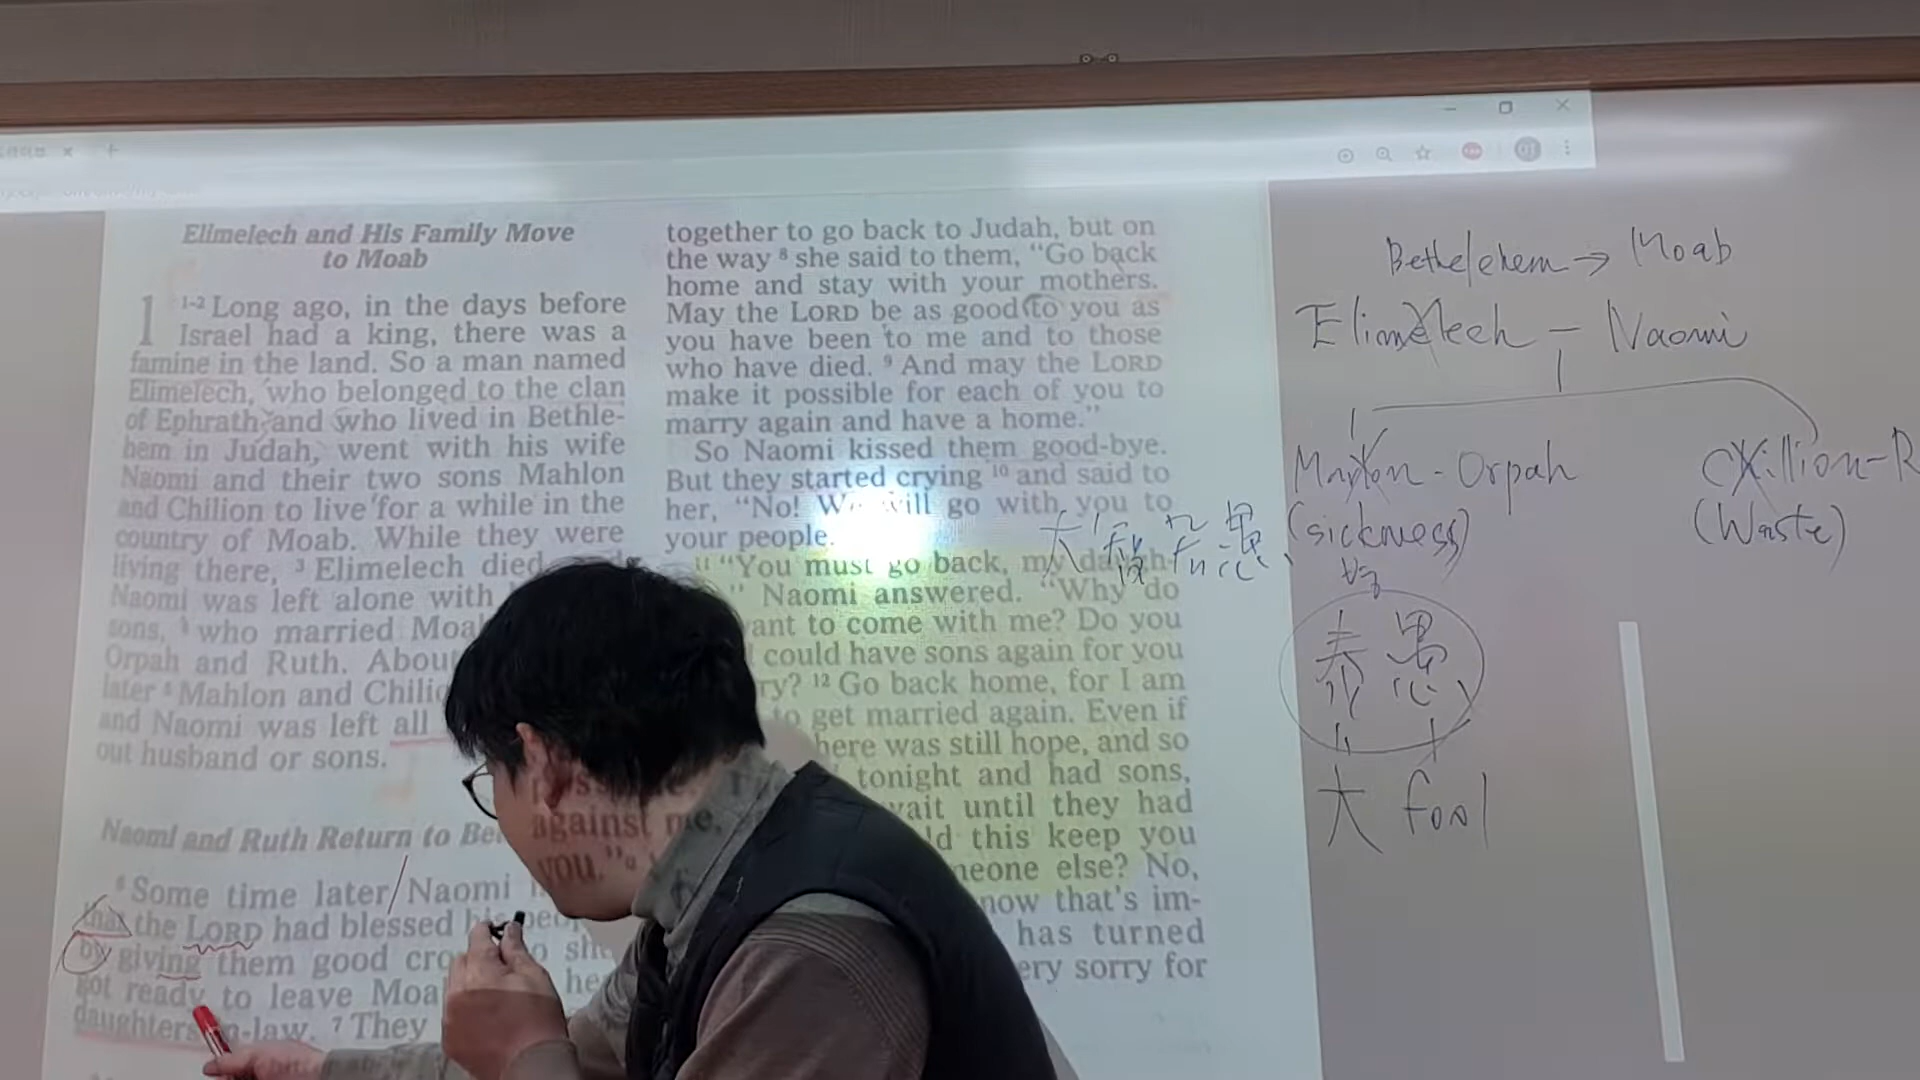 Elimelech and His Family Move
to Moab
1 1-2 Long ago, in the days before
Israel had a king, there was a
famine in the land. So a man named
Elimelech, who belonged to the clan
of Ephrath and who lived in Bethle-
hem in Judah, went with his wife
Naomi and their two sons Mahlon
and Chilion to live for a while in the
country of Moab. While they were
living there, 3 Elimelech died
Naomi was left alone with
sons, 4 who married
Orpah and Ruth.
later 5 Mahlon and
and Naomi was left all
out husband or sons.
Naomi and Ruth Return to
6 Some time later Naomi
that the LORD had blessed his
by giving them good
got ready to leave
daughters-in-law. 7 They
together to go back to Judah, but on
the way 8 she said to them, “Go back
home and stay with your mothers.
May the LORD be as good to you as
you have been to me and to those
who have died. 9 And may the LORD
make it possible for each of you to
marry again and have a home.”
So Naomi kissed them good-bye.
But they started crying 10 and said to
her, “No! We will go with you to
your people.
11 “You must go back, my
Naomi answered. “Why do
want to come with me? Do you
could have sons again for you
12 Go back home, for I am
to get married again. Even if
there was still hope, and so
tonight and had sons,
wait until they had
this keep you
someone else? No,
know that's im-
has turned
very sorry for
against me,
you.”
Bethelehem → Moab
Elimelech – Naomi
Orpah
(sickness)
(Waste)
大 fool